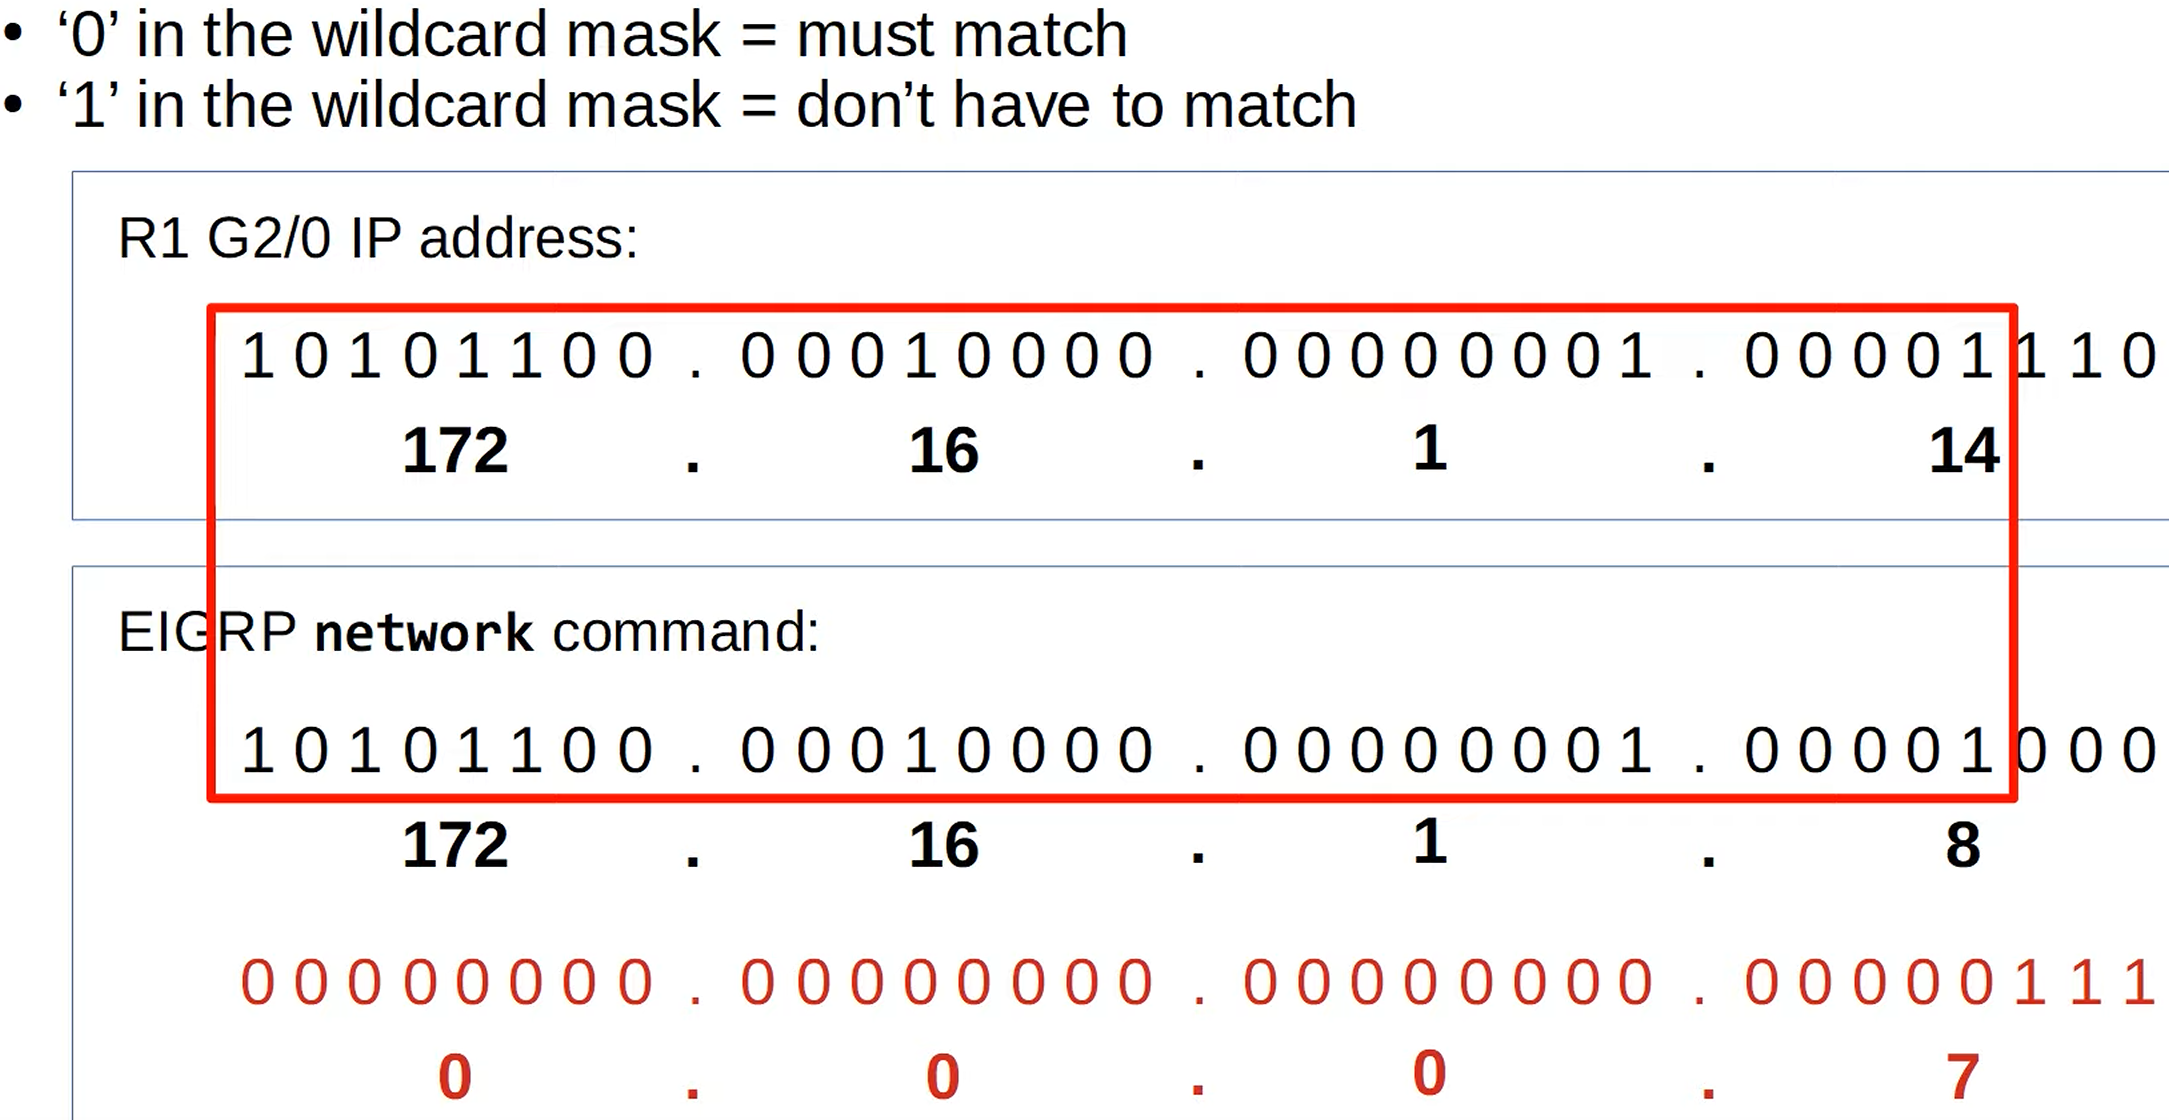 • ‘0’ in the wildcard mask = must match
• ‘1’ in the wildcard mask = don’t have to match
R1 G2/0 IP address:
1 0 1 0 1 1 0 0 . 0 0 0 1 0 0 0 0 . 0 0 0 0 0 0 0 1 . 0 0 0 0 1 1 1 0
172 . 16 . 1 . 14
EIGRP network command:
1 0 1 0 1 1 0 0 . 0 0 0 1 0 0 0 0 . 0 0 0 0 0 0 0 1 . 0 0 0 0 1 0 0 0
172 . 16 . 1 . 8
0 0 0 0 0 0 0 0 . 0 0 0 0 0 0 0 0 . 0 0 0 0 0 0 0 0 . 0 0 0 0 0 1 1 1
0 . 0 . 0 . 7